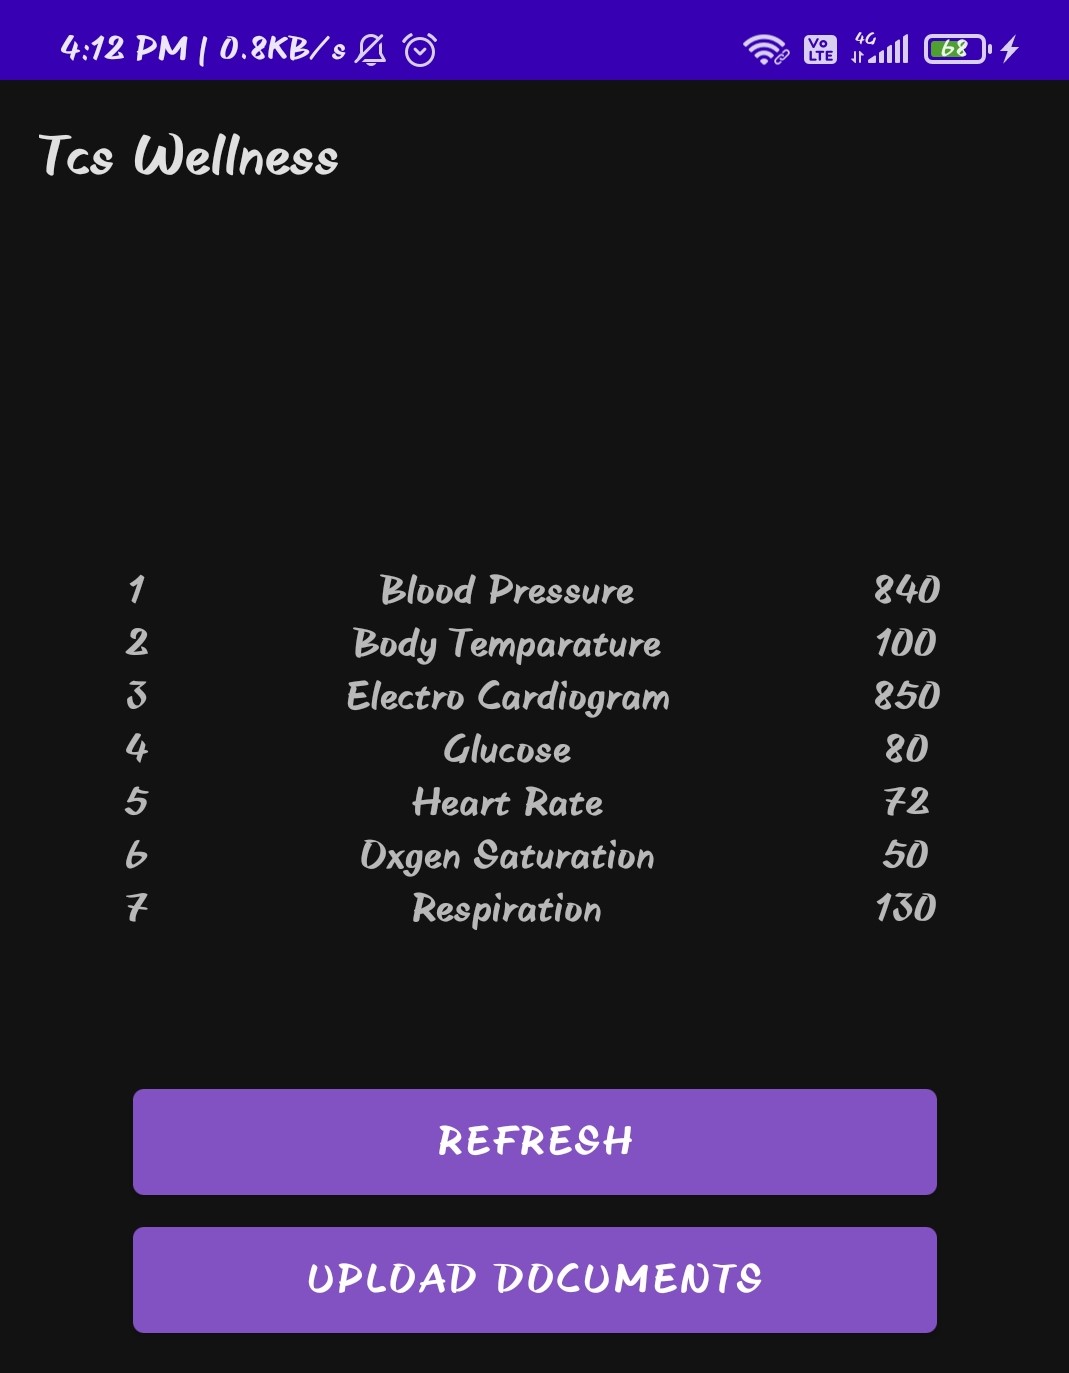 4:12 PM | 0.8KB/s Vo LTE 4G 68
Tcs Wellness
1 Blood Pressure 840
2 Body Temparature 100
3 Electro Cardiogram 850
4 Glucose 80
5 Heart Rate 72
6 Oxgen Saturation 50
7 Respiration 130
REFRESH
UPLOAD DOCUMENTS